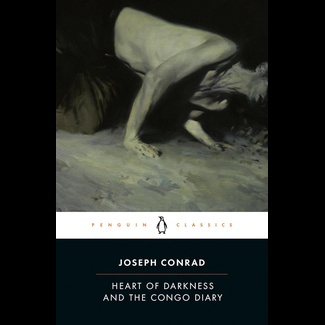 PENGUIN CLASSICS
JOSEPH CONRAD
HEART OF DARKNESS
AND THE CONGO DIARY